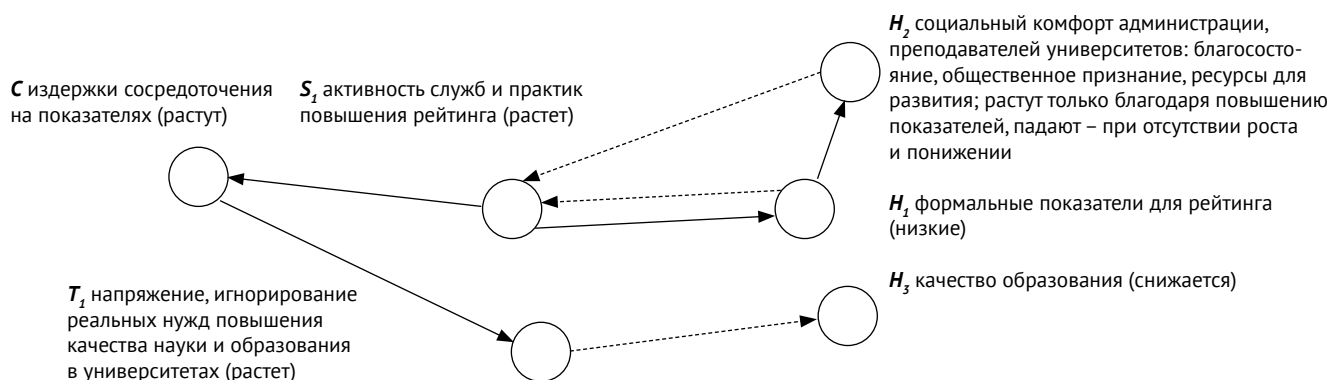 C издержки сосредоточения
на показателях (растут)
S1 активность служб и практик
повышения рейтинга (растет)
H2 социальный комфорт администрации,
преподавателей университетов: благососто-
яние, общественное признание, ресурсы для
развития; растут только благодаря повышению
показателей, падают – при отсутствии роста
и понижении
H1 формальные показатели для рейтинга
(низкие)
H3 качество образования (снижается)
T1 напряжение, игнорирование
реальных нужд повышения
качества науки и образования
в университетах (растет)